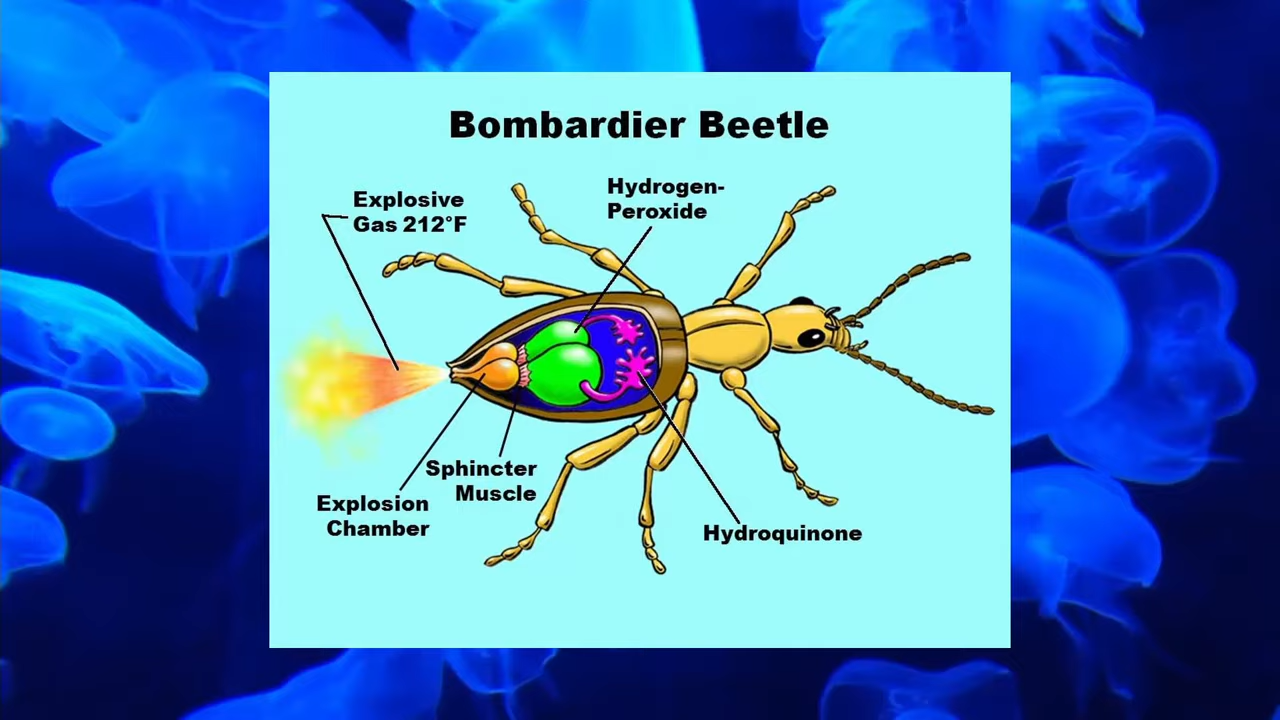 Bombardier Beetle
Explosive
Gas 212°F
Hydrogen-
Peroxide
Sphincter
Muscle
Explosion
Chamber
Hydroquinone